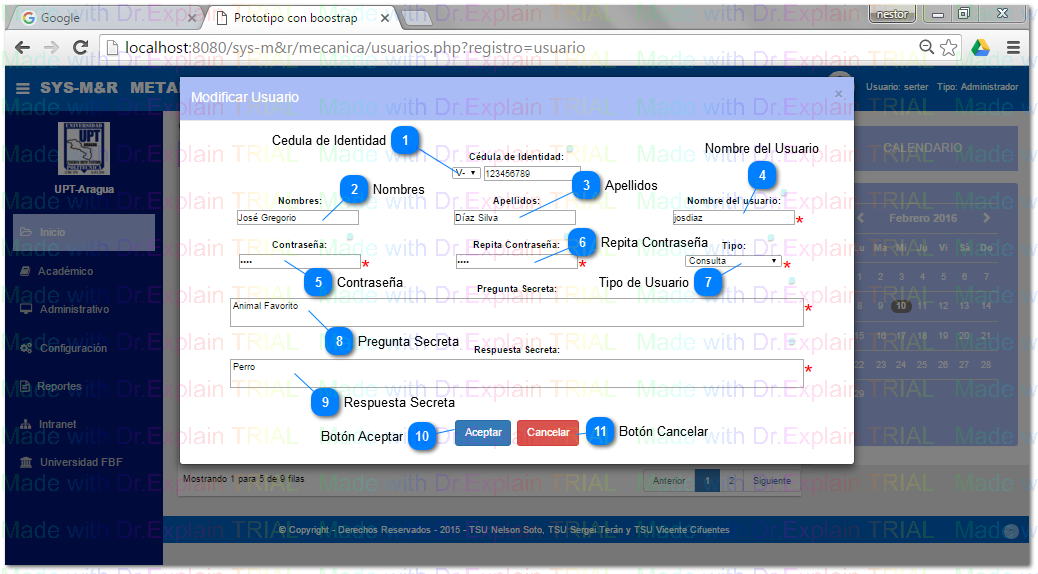 Google
Prototipo con boostrap
nestor
localhost:8080/sys-m&r/mecanica/usuarios.php?registro=usuario
SYS-M&R META
Usuario: serter Tipo: Administrador
Modificar Usuario
×
Cedula de Identidad 1
Cédula de Identidad:
V- 123456789
Nombre del Usuario
4
2 Nombres
3 Apellidos
Nombres:
Apellidos:
Nombre del usuario:
José Gregorio
Díaz Silva
josdiaz *
Contraseña:
Repita Contraseña:
6 Repita Contraseña
Tipo:
•••• *
•••• *
Consulta *
5 Contraseña
Tipo de Usuario 7
Pregunta Secreta:
Animal Favorito *
8 Pregunta Secreta
Respuesta Secreta:
Perro *
9 Respuesta Secreta
Botón Aceptar 10
Aceptar
Cancelar
11 Botón Cancelar
UNIVERSIDAD
UPT
POLITECNICA
UPT-Aragua
Inicio
Académico
Administrativo
Configuración
Reportes
Intranet
Universidad FBF
CALENDARIO
Febrero 2016
Lu Ma Mi Ju Vi Sá Do
1 2 3 4 5 6 7
8 9 10 11 12 13 14
15 16 17 18 19 20 21
22 23 24 25 26 27 28
29
Mostrando 1 para 5 de 9 filas
Anterior 1 2 Siguiente
© Copyright - Derechos Reservados - 2015 - TSU Nelson Soto, TSU Sergei Terán y TSU Vicente Cifuentes
Made with Dr.Explain TRIAL